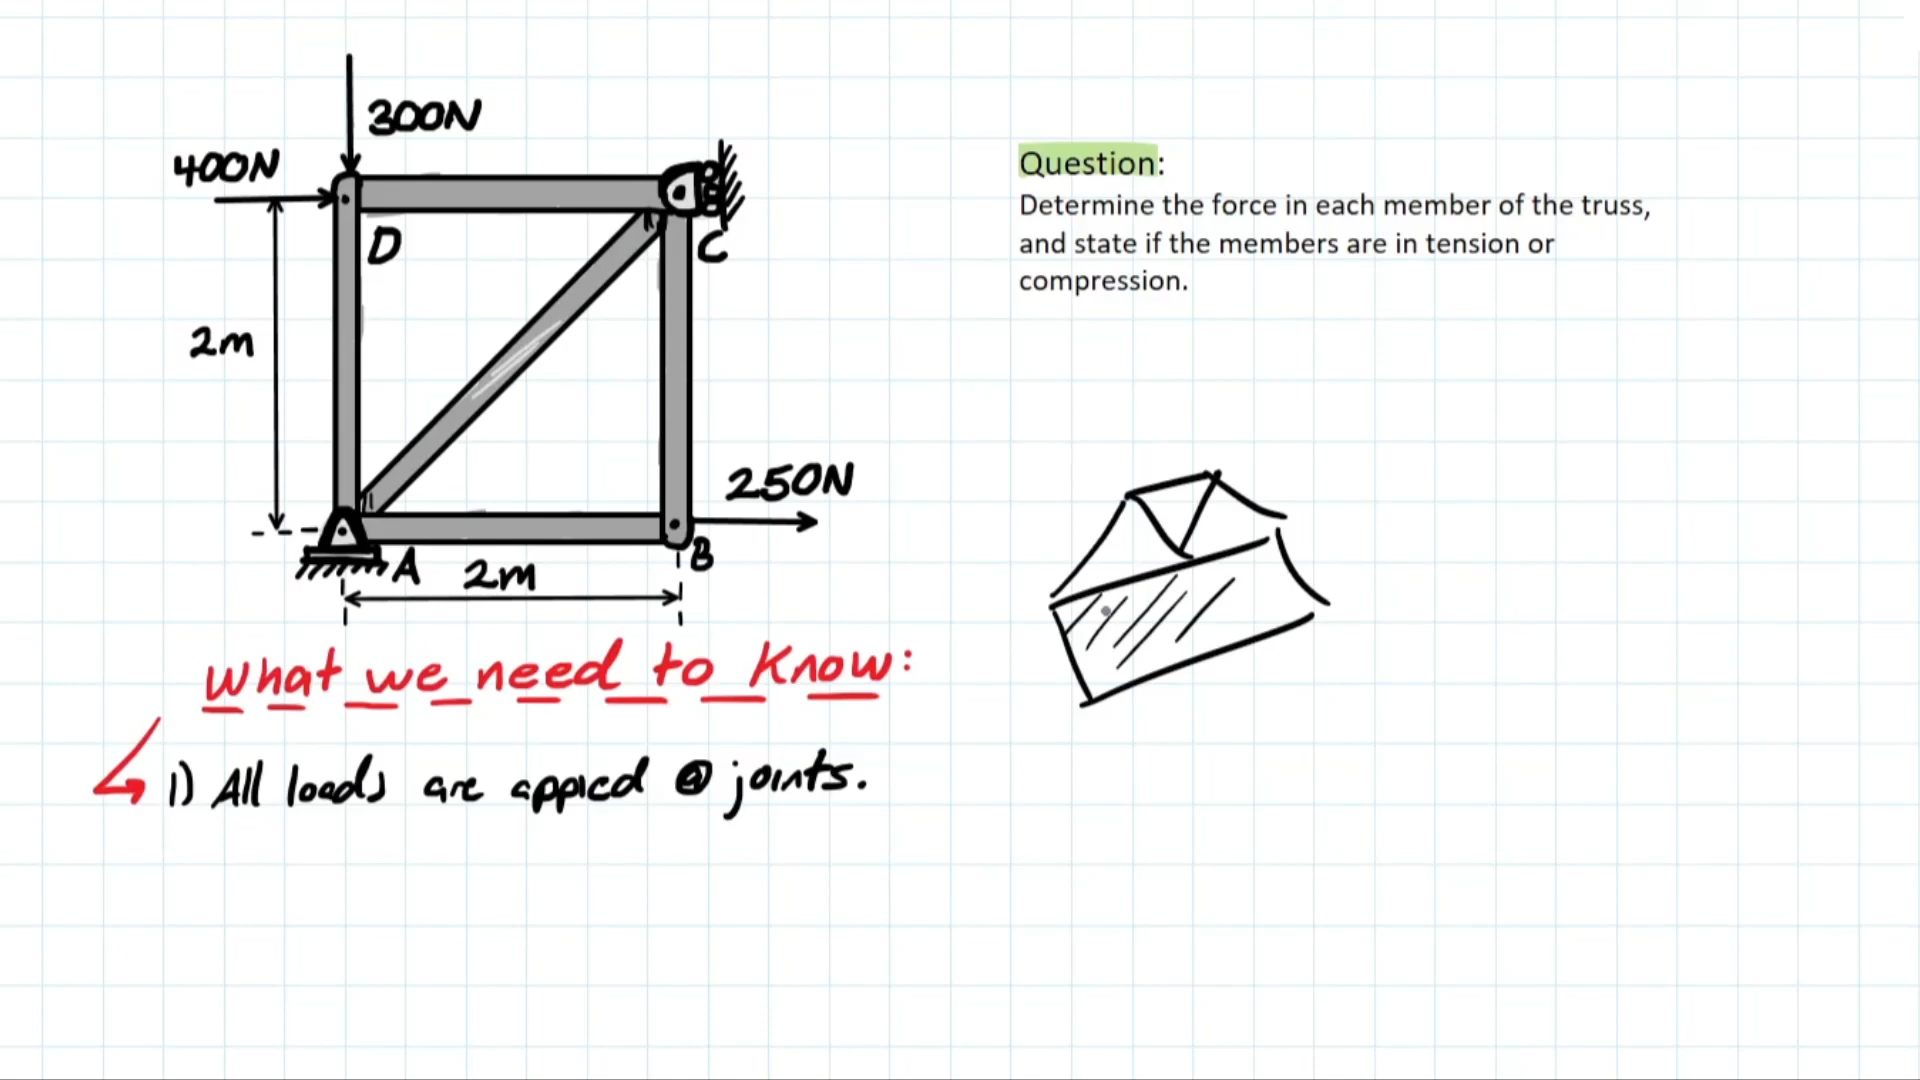 300N
400N
D
C
2m
250N
A
2m
B
Question:
Determine the force in each member of the truss,
and state if the members are in tension or
compression.
What we need to know:
1) All loads are appied @ joints.